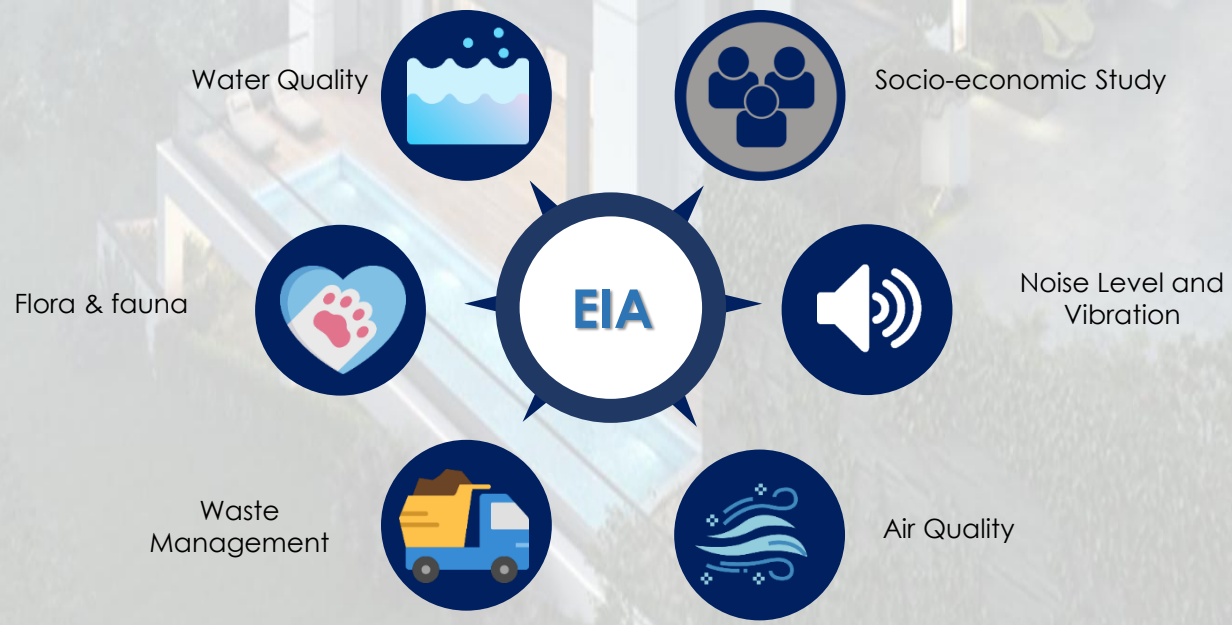 Water Quality
Socio-economic Study
Flora & fauna
EIA
Noise Level and
Vibration
Waste
Management
Air Quality